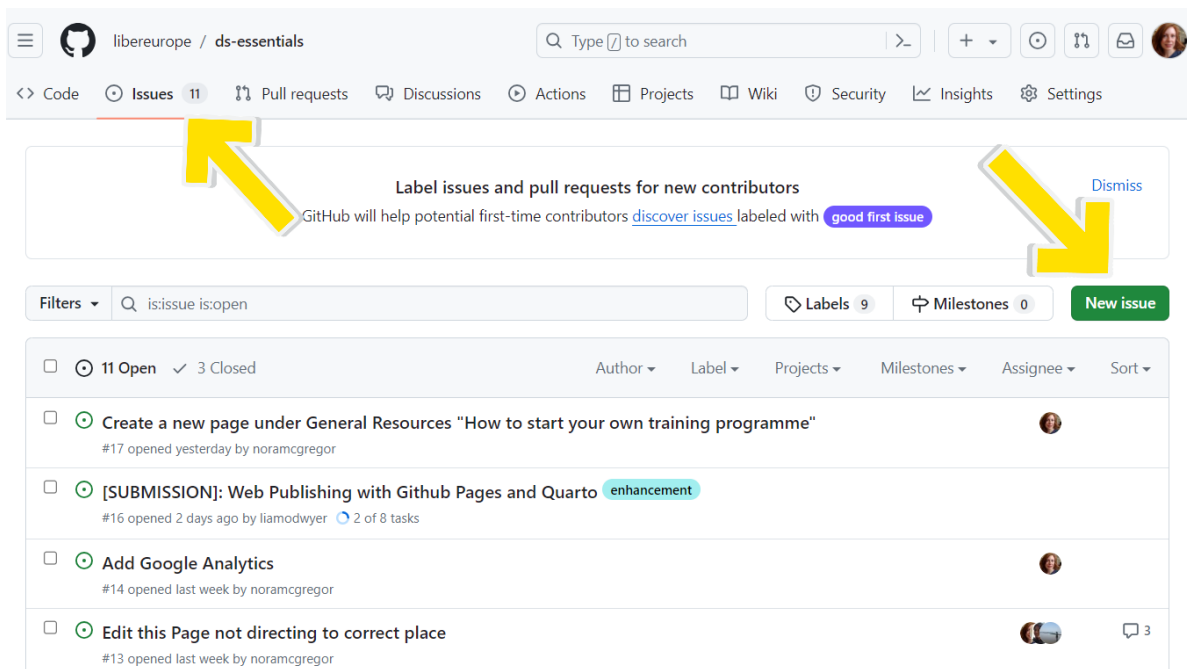 libereurope / ds-essentials
Type / to search
Code Issues 11 Pull requests Discussions Actions Projects Wiki Security Insights Settings
Label issues and pull requests for new contributors
Dismiss
GitHub will help potential first-time contributors discover issues labeled with good first issue
Filters is:issue is:open Labels 9 Milestones 0 New issue
11 Open 3 Closed Author Label Projects Milestones Assignee Sort
Create a new page under General Resources "How to start your own training programme"
#17 opened yesterday by noramcgregor
[SUBMISSION]: Web Publishing with Github Pages and Quarto enhancement
#16 opened 2 days ago by liamodwyer 2 of 8 tasks
Add Google Analytics
#14 opened last week by noramcgregor
Edit this Page not directing to correct place 3
#13 opened last week by noramcgregor